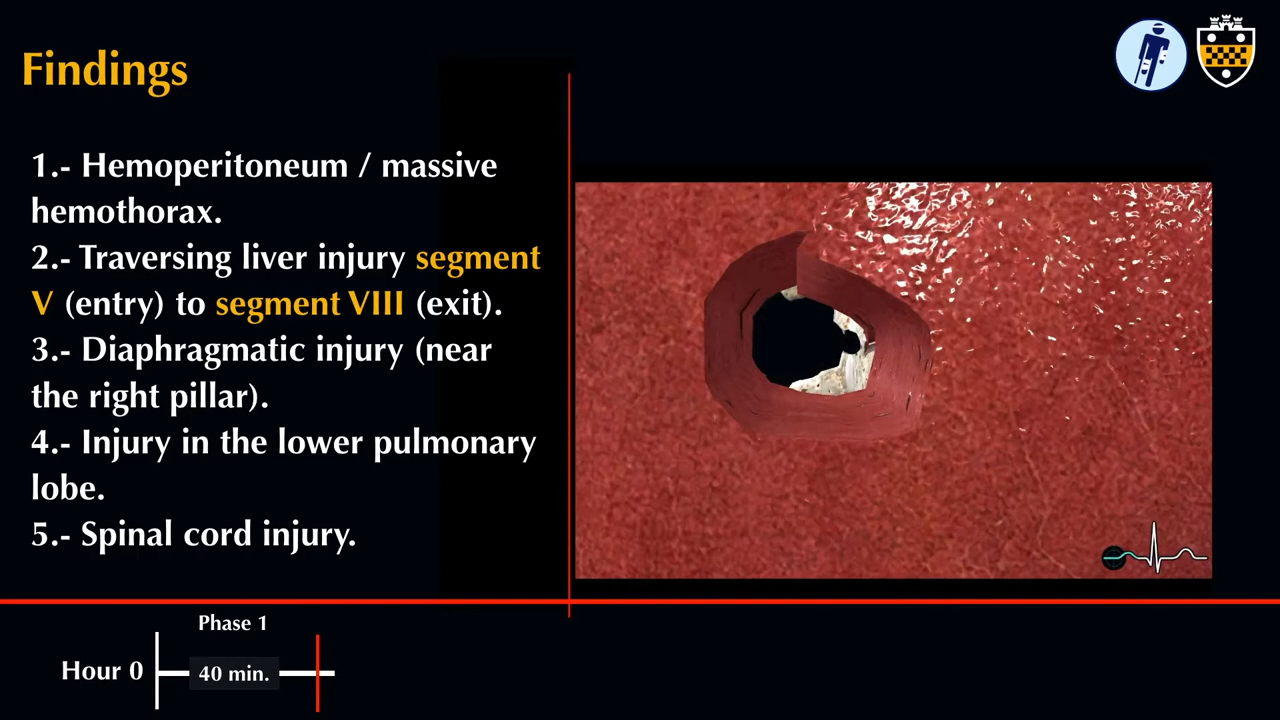 Findings
1.- Hemoperitoneum / massive
hemothorax.
2.- Traversing liver injury segment
V (entry) to segment VIII (exit).
3.- Diaphragmatic injury (near
the right pillar).
4.- Injury in the lower pulmonary
lobe.
5.- Spinal cord injury.
Phase 1
Hour 0
40 min.